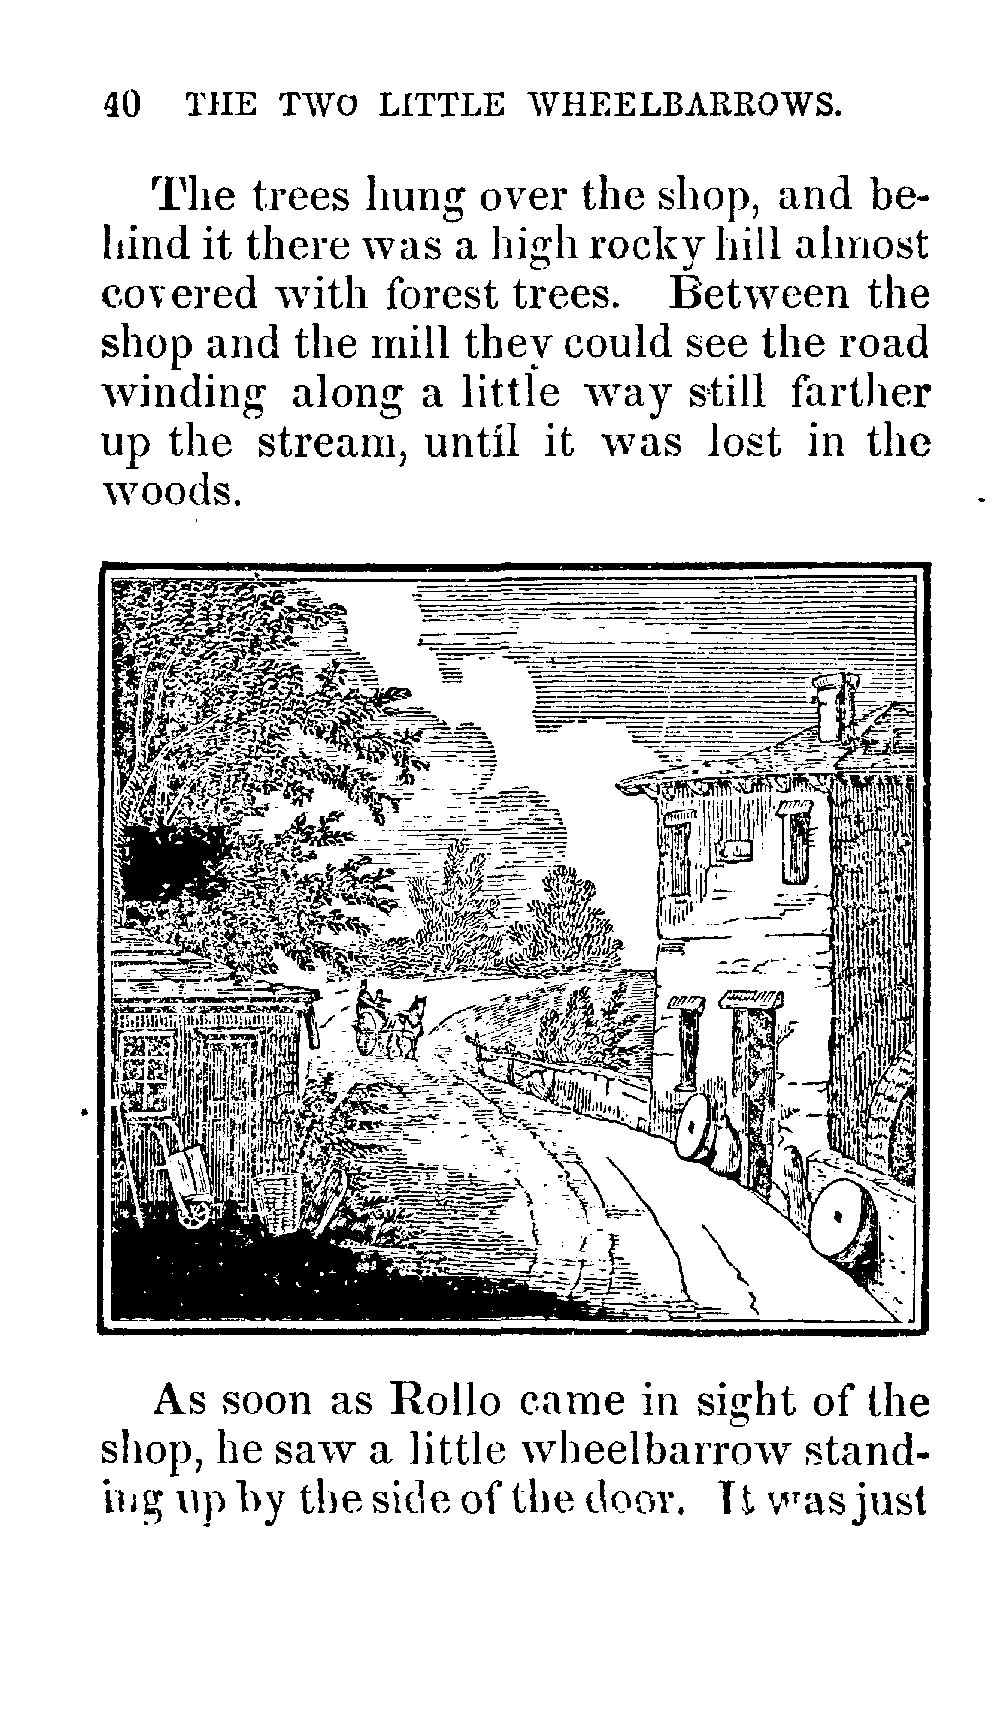 40 THE TWO LITTLE WHEELBARROWS.
The trees hung over the shop, and be-
hind it there was a high rocky hill almost
covered with forest trees. Between the
shop and the mill they could see the road
winding along a little way still farther
up the stream, until it was lost in the
woods.
As soon as Rollo came in sight of the
shop, he saw a little wheelbarrow stand-
ing up by the side of the door. It was just